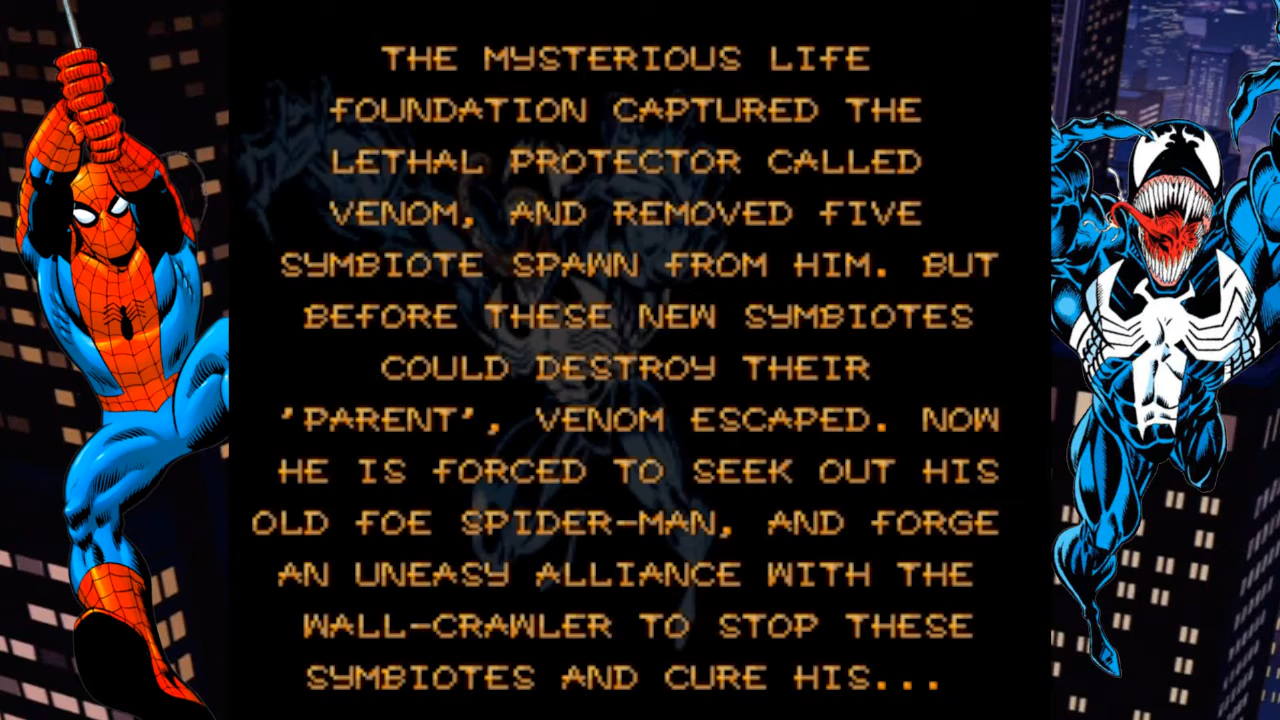 THE MYSTERIOUS LIFE
FOUNDATION CAPTURED THE
LETHAL PROTECTOR CALLED
VENOM, AND REMOVED FIVE
SYMBIOTE SPAWN FROM HIM. BUT
BEFORE THESE NEW SYMBIOTES
COULD DESTROY THEIR
'PARENT', VENOM ESCAPED. NOW
HE IS FORCED TO SEEK OUT HIS
OLD FOE SPIDER-MAN, AND FORGE
AN UNEASY ALLIANCE WITH THE
WALL-CRAWLER TO STOP THESE
SYMBIOTES AND CURE HIS...